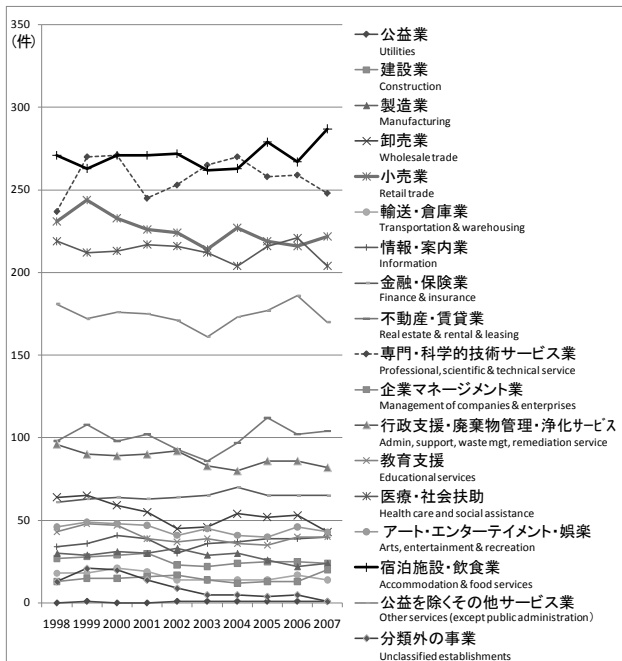 350
(件)
300
250
200
150
100
50
0
1998 1999 2000 2001 2002 2003 2004 2005 2006 2007
公益業
Utilities
建設業
Construction
製造業
Manufacturing
卸売業
Wholesale trade
小売業
Retail trade
輸送・倉庫業
Transportation & warehousing
情報・案内業
Information
金融・保険業
Finance & insurance
不動産・賃貸業
Real estate & rental & leasing
専門・科学的技術サービス業
Professional, scientific & technical service
企業マネージメント業
Management of companies & enterprises
行政支援・廃棄物管理・浄化サービス
Admin, support, waste mgt, remediation service
教育支援
Educational services
医療・社会扶助
Health care and social assistance
アート・エンターテイメント・娯楽
Arts, entertainment & recreation
宿泊施設・飲食業
Accommodation & food services
公益を除くその他サービス業
Other services (except public administration)
分類外の事業
Unclassified establishments